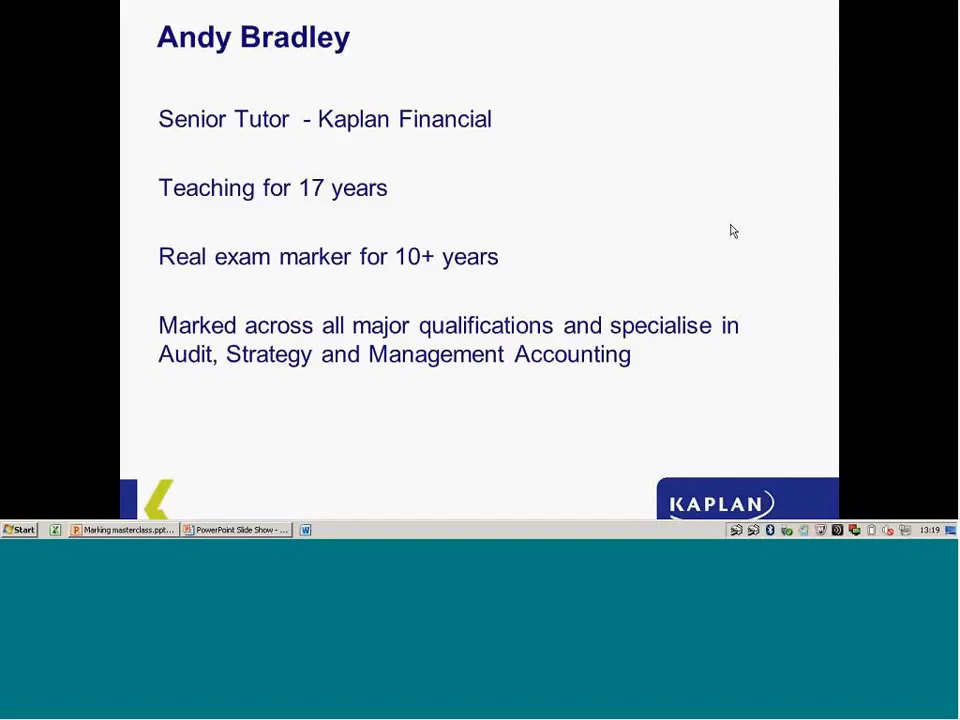 Andy Bradley
Senior Tutor - Kaplan Financial
Teaching for 17 years
Real exam marker for 10+ years
Marked across all major qualifications and specialise in
Audit, Strategy and Management Accounting
KAPLAN
Start
Marking masterclass.ppt...
PowerPoint Slide Show - ...
13:19